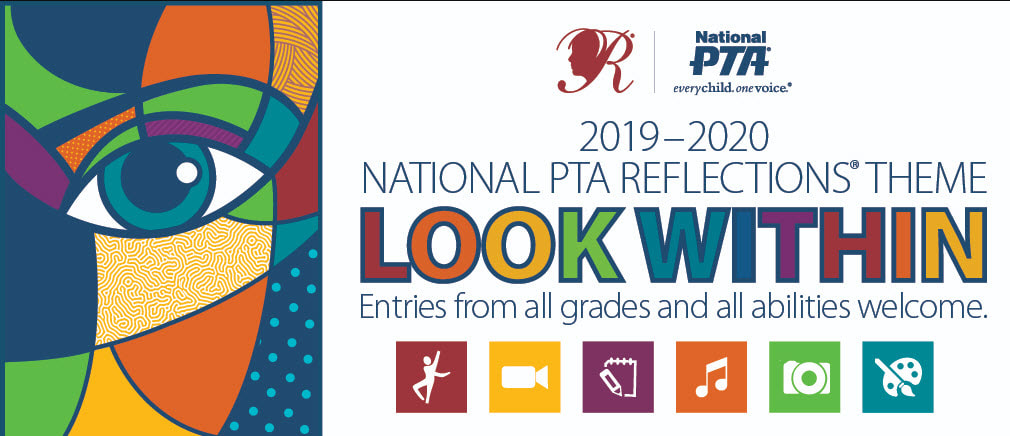 R
National
PTA®
everychild.onevoice.®
2019–2020
NATIONAL PTA REFLECTIONS® THEME
LOOK WITHIN
Entries from all grades and all abilities welcome.